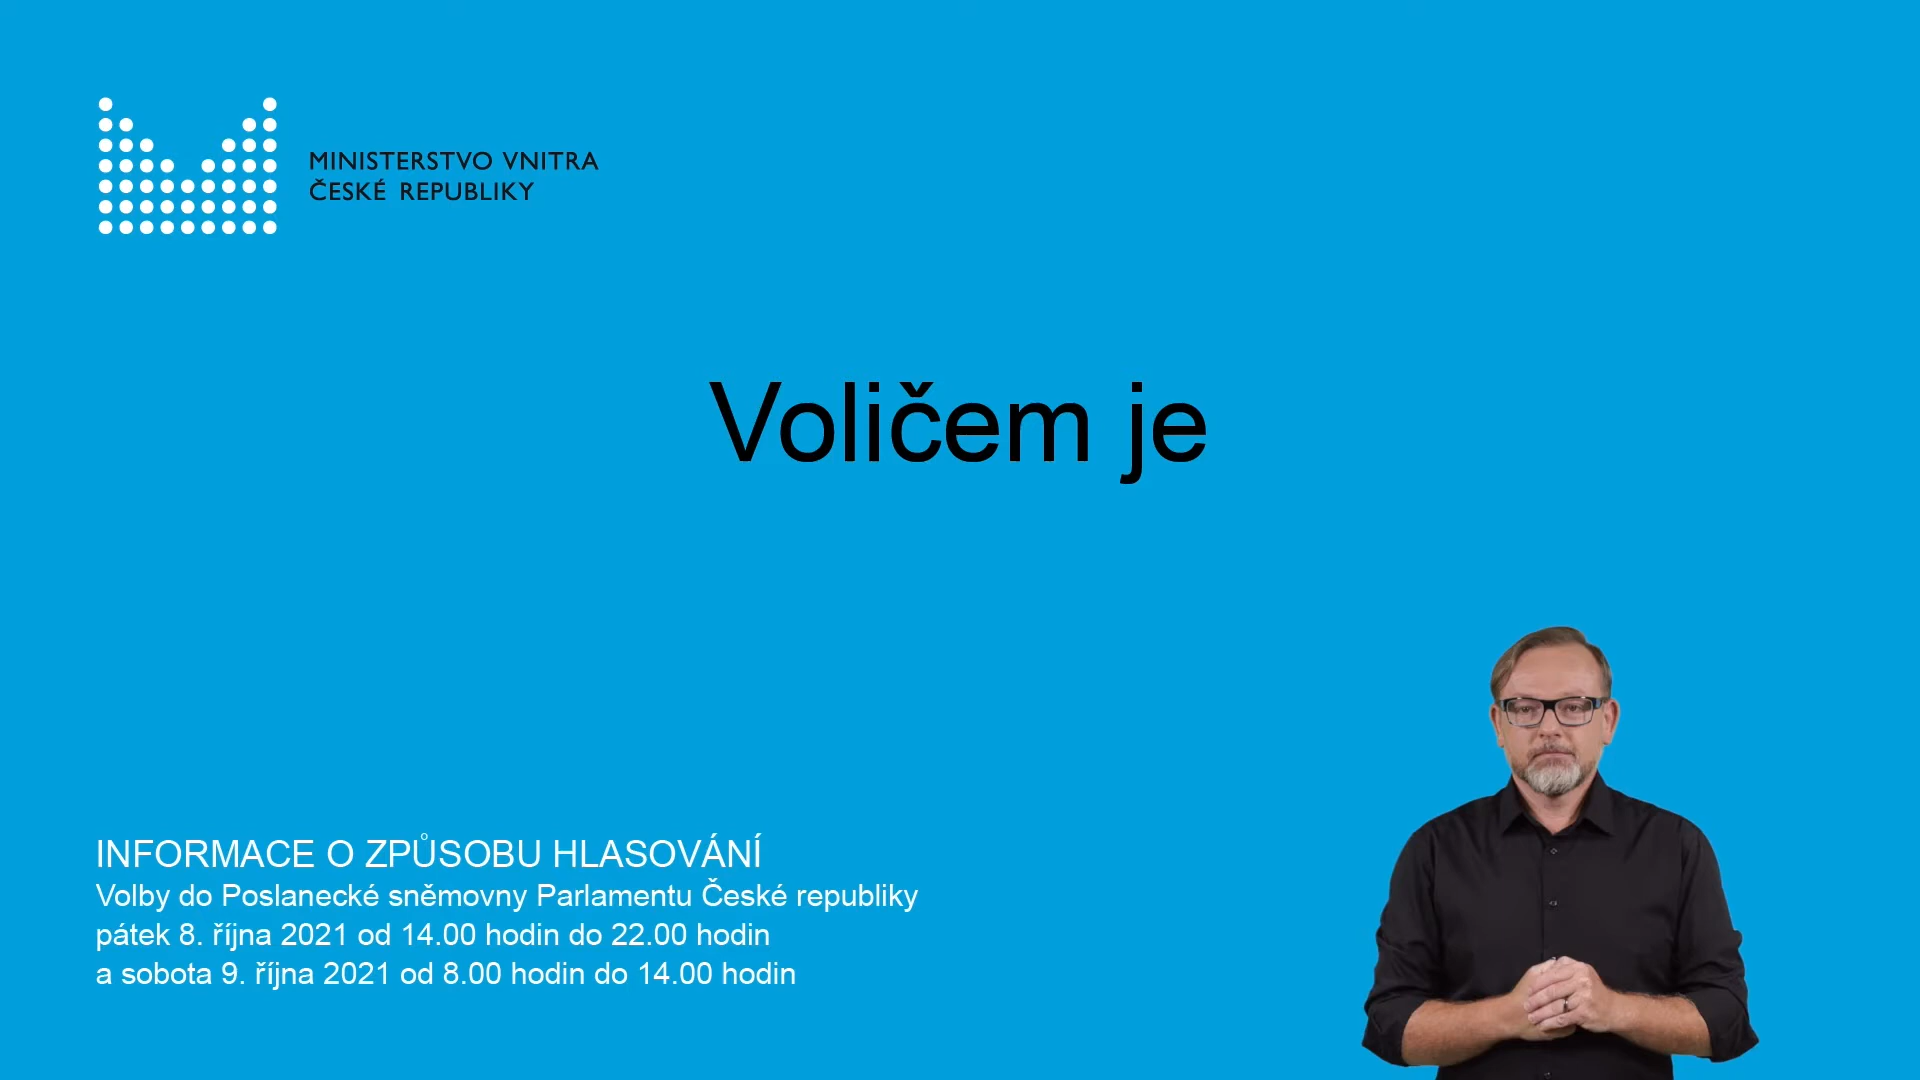 MINISTERSTVO VNITRA
ČESKÉ REPUBLIKY
Voličem je
INFORMACE O ZPŮSOBU HLASOVÁNÍ
Volby do Poslanecké sněmovny Parlamentu České republiky
pátek 8. října 2021 od 14.00 hodin do 22.00 hodin
a sobota 9. října 2021 od 8.00 hodin do 14.00 hodin